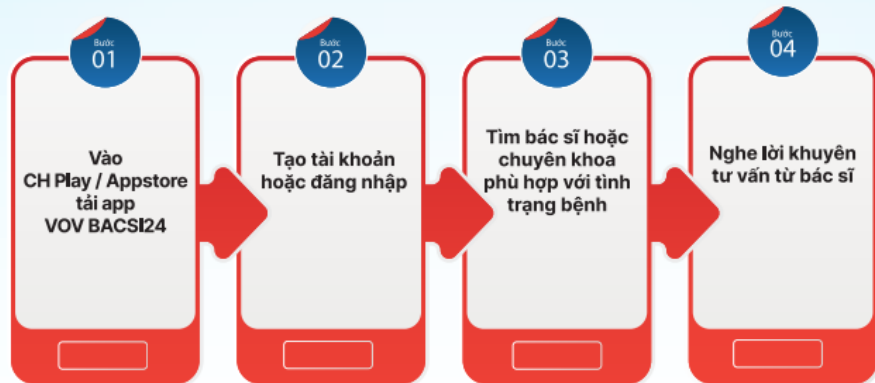 Bước
01
Vào
CH Play / Appstore
tải app
VOV BACSI24
Bước
02
Tạo tài khoản
hoặc đăng nhập
Bước
03
Tìm bác sĩ hoặc
chuyên khoa
phù hợp với tình
trạng bệnh
Bước
04
Nghe lời khuyên
tư vấn từ bác sĩ